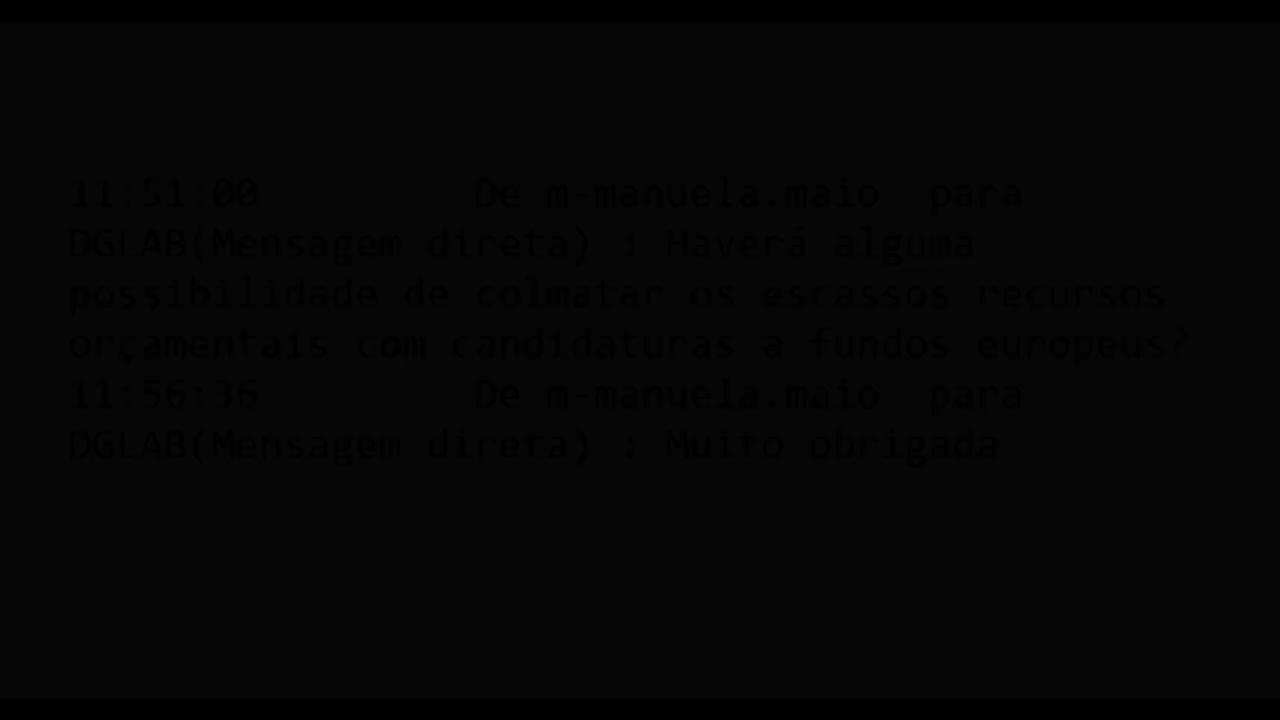 11:51:00 De m-manuela.maio para
DGLAB(Mensagem direta) : Haverá alguma
possibilidade de colmatar os escassos recursos
orçamentais com candidaturas a fundos europeus?
11:56:36 De m-manuela.maio para
DGLAB(Mensagem direta) : Muito obrigada